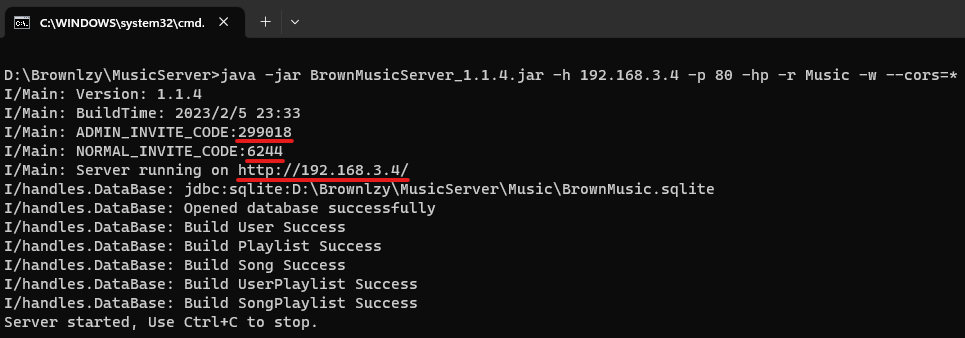 C:\WINDOWS\system32\cmd.
D:\Brownlzy\MusicServer>java -jar BrownMusicServer_1.1.4.jar -h 192.168.3.4 -p 80 -hp -r Music -w --cors=*
I/Main: Version: 1.1.4
I/Main: BuildTime: 2023/2/5 23:33
I/Main: ADMIN_INVITE_CODE:299018
I/Main: NORMAL_INVITE_CODE:6244
I/Main: Server running on http://192.168.3.4/
I/handles.DataBase: jdbc:sqlite:D:\Brownlzy\MusicServer\Music\BrownMusic.sqlite
I/handles.DataBase: Opened database successfully
I/handles.DataBase: Build User Success
I/handles.DataBase: Build Playlist Success
I/handles.DataBase: Build Song Success
I/handles.DataBase: Build UserPlaylist Success
I/handles.DataBase: Build SongPlaylist Success
Server started, Use Ctrl+C to stop.